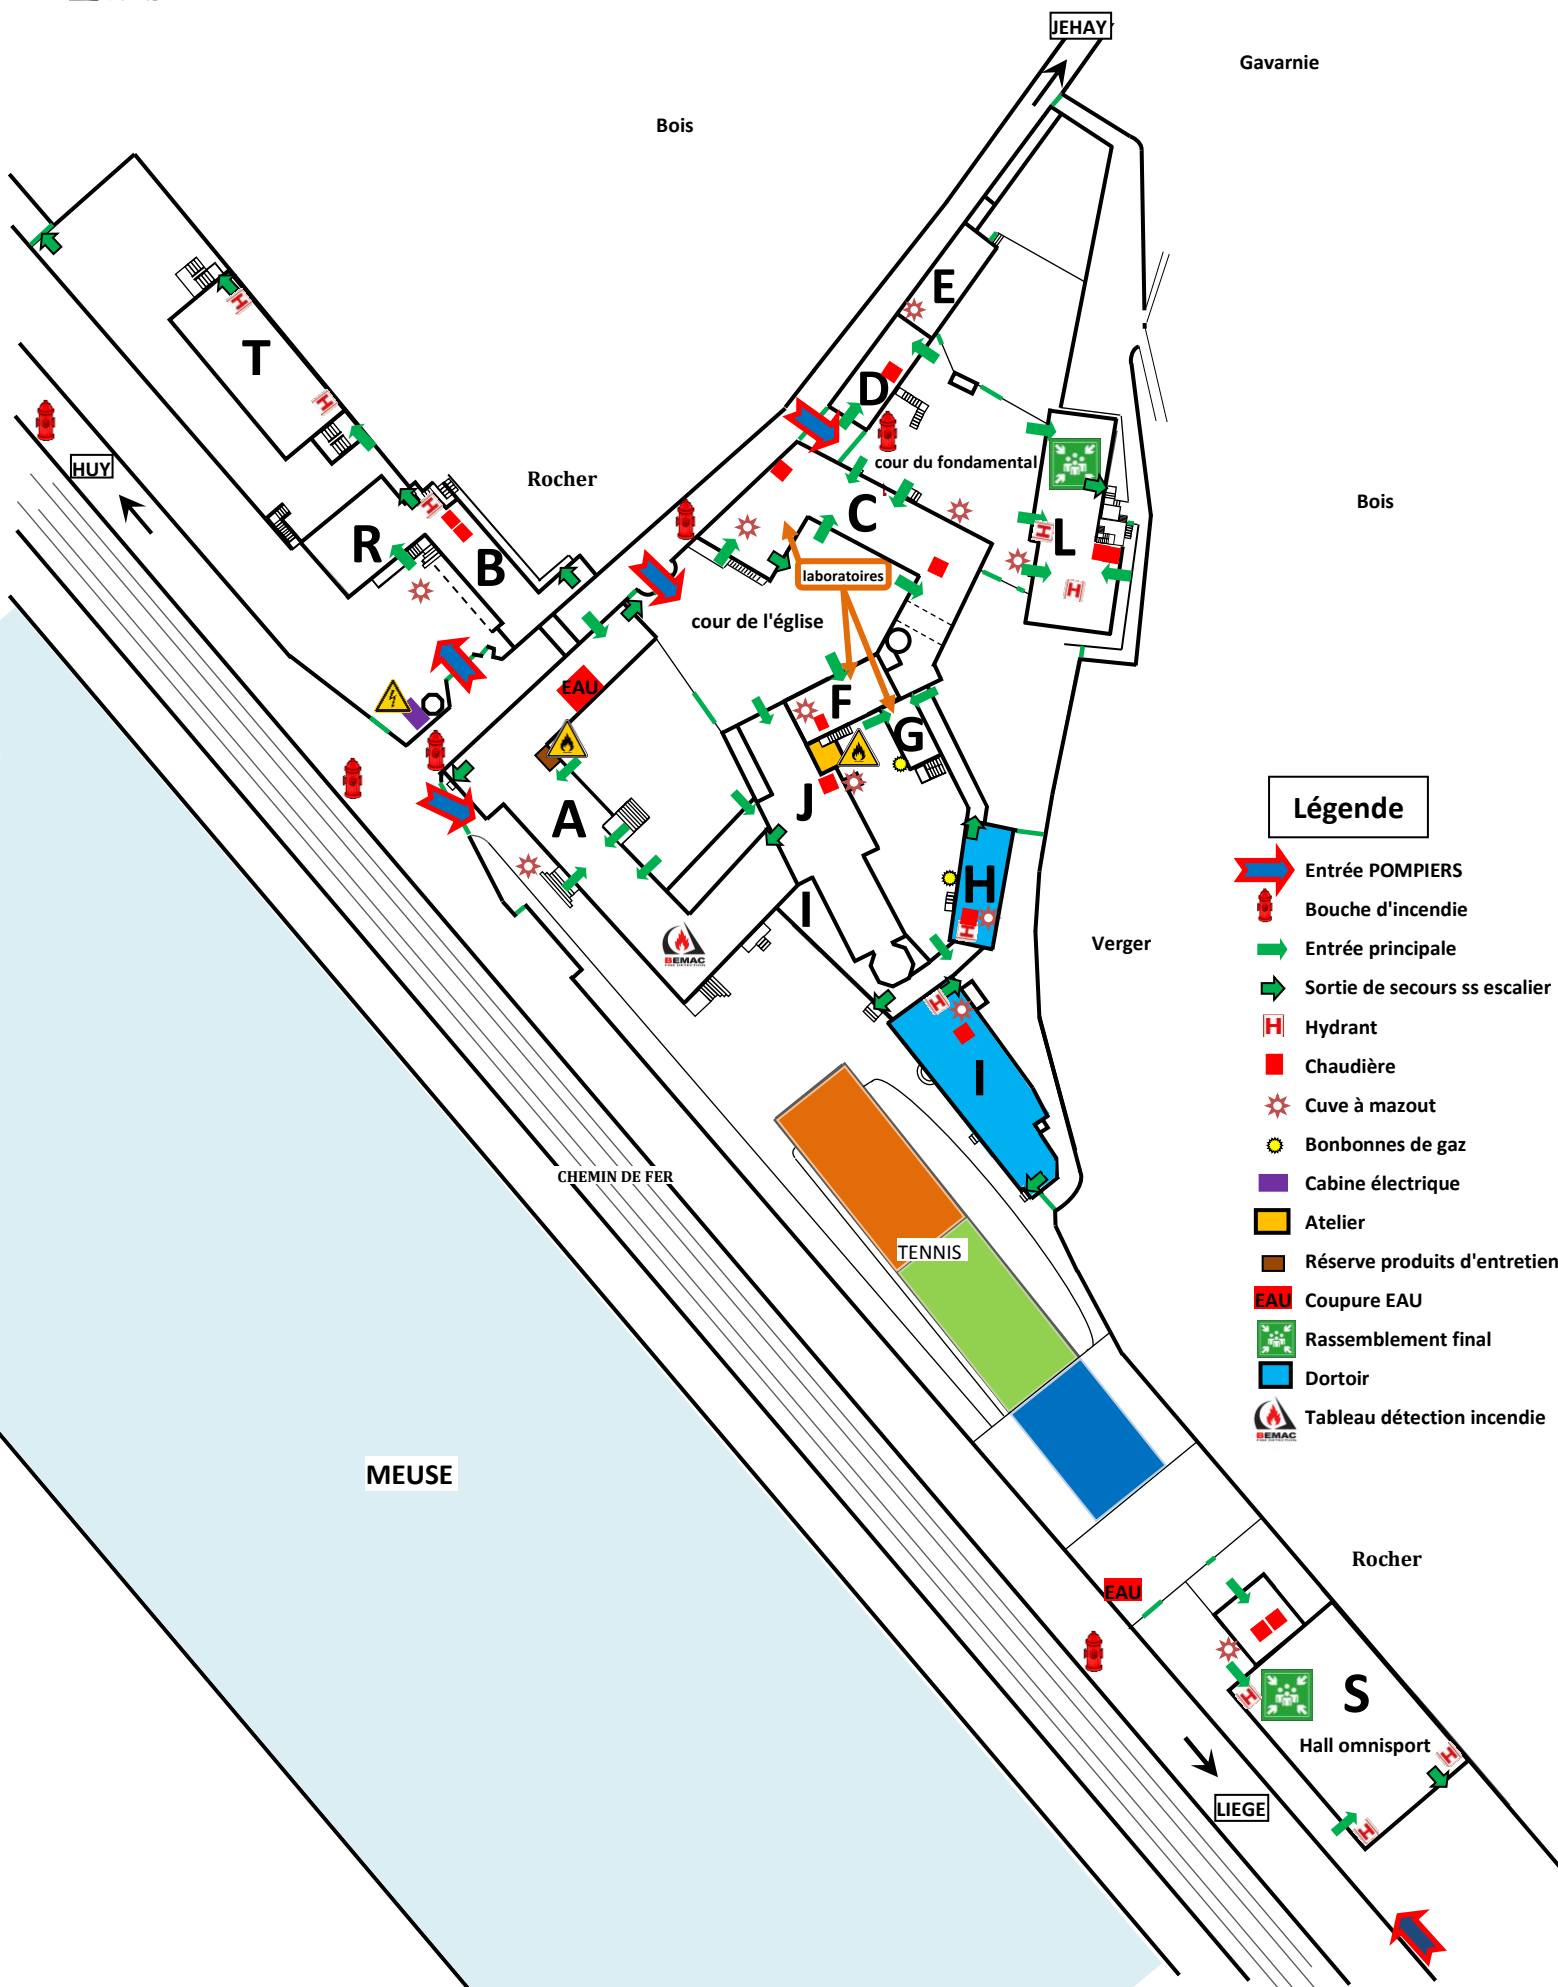 JEHAY
Gavarnie
Bois
E
T
D
HUY
cour du fondamental
Rocher
Bois
C
R
B
L
laboratoires
cour de l'église
EAU
F
G
A
J
H
I
Verger
BEMAC
I
CHEMIN DE FER
TENNIS
MEUSE
Rocher
EAU
S
Hall omnisport
LIEGE
H
H
H
H
H
H
H
H
H
H
Légende
Entrée POMPIERS
Bouche d'incendie
Entrée principale
Sortie de secours ss escalier
H Hydrant
Chaudière
Cuve à mazout
Bonbonnes de gaz
Cabine électrique
Atelier
Réserve produits d'entretien
EAU Coupure EAU
Rassemblement final
Dortoir
BEMAC Tableau détection incendie